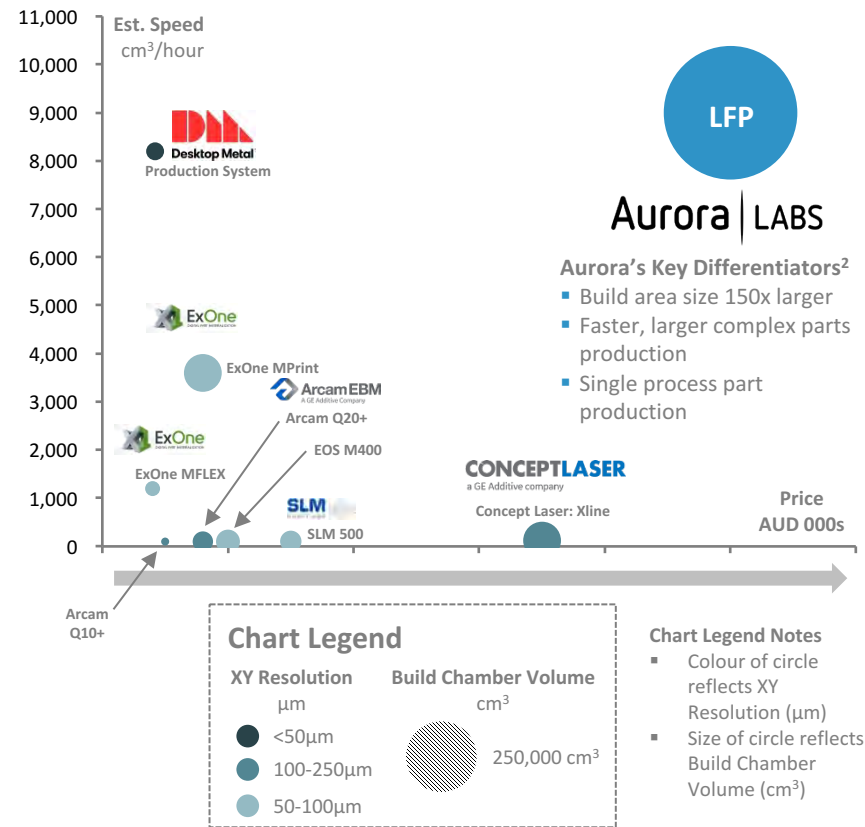 11,000
10,000
9,000
8,000
7,000
6,000
5,000
4,000
3,000
2,000
1,000
0
Est. Speed
cm³/hour
Desktop Metal
Production System
LFP
Aurora LABS
Aurora's Key Differentiators²
▪ Build area size 150x larger
▪ Faster, larger complex parts
production
▪ Single process part
production
ExOne
ExOne MPrint
ArcamEBM
A GE Additive Company
Arcam Q20+
EOS M400
ExOne
ExOne MFLEX
SLM
SLM 500
CONCEPTLASER
a GE Additive company
Concept Laser: Xline
Price
AUD 000s
Arcam
Q10+
Chart Legend
XY Resolution
µm
<50µm
100-250µm
50-100µm
Build Chamber Volume
cm³
250,000 cm³
Chart Legend Notes
▪ Colour of circle
reflects XY
Resolution (µm)
▪ Size of circle reflects
Build Chamber
Volume (cm³)